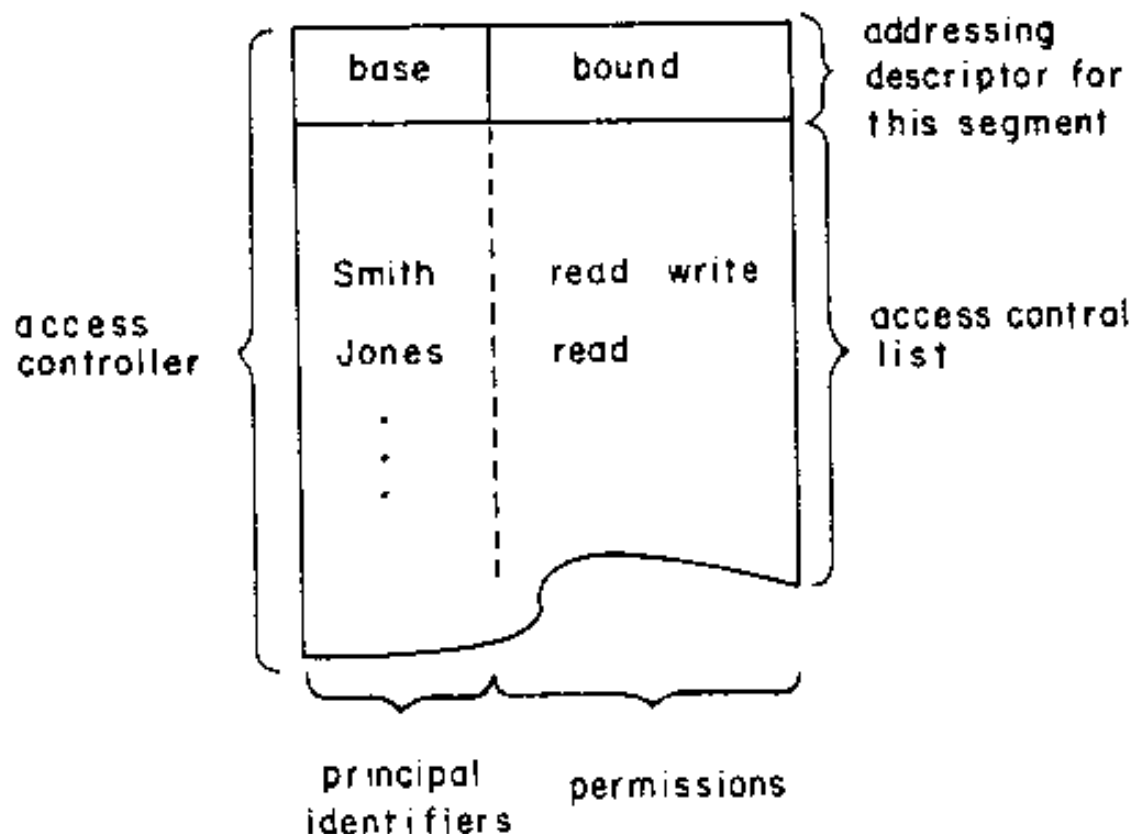 base bound
addressing
descriptor for
this segment
Smith read write
Jones read
access
controller
access control
list
principal
identifiers
permissions